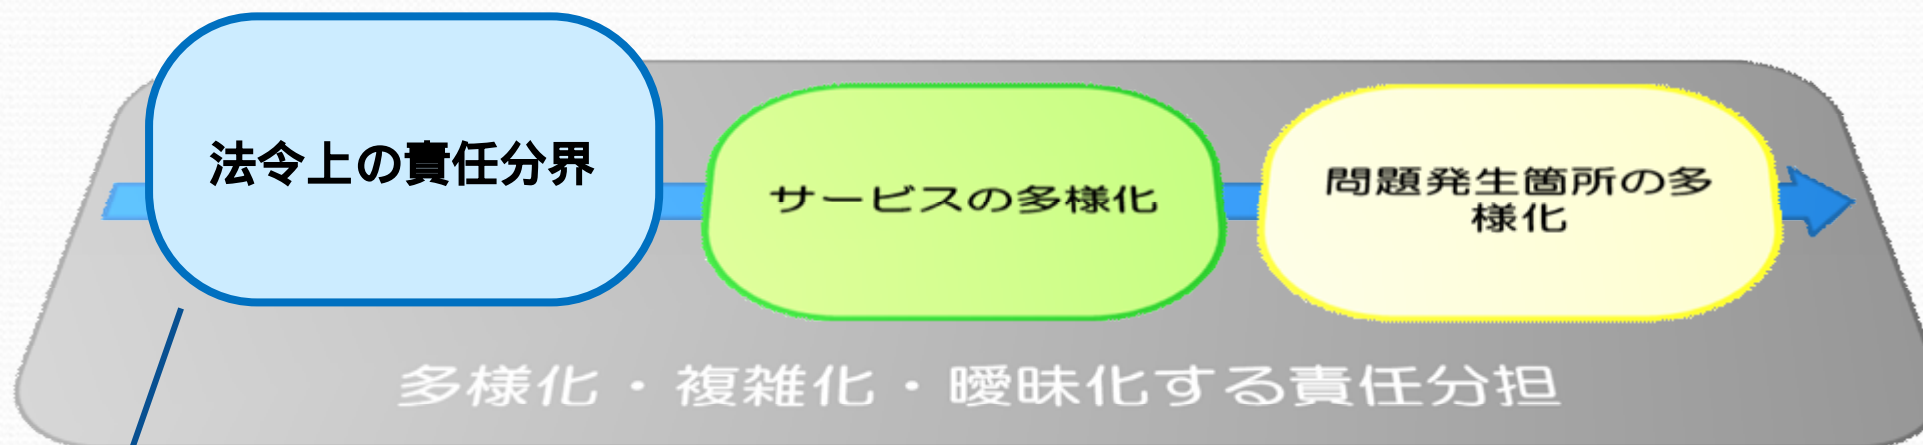 法令上の責任分界
サービスの多様化
問題発生箇所の多
様化
多様化・複雑化・曖昧化する責任分担